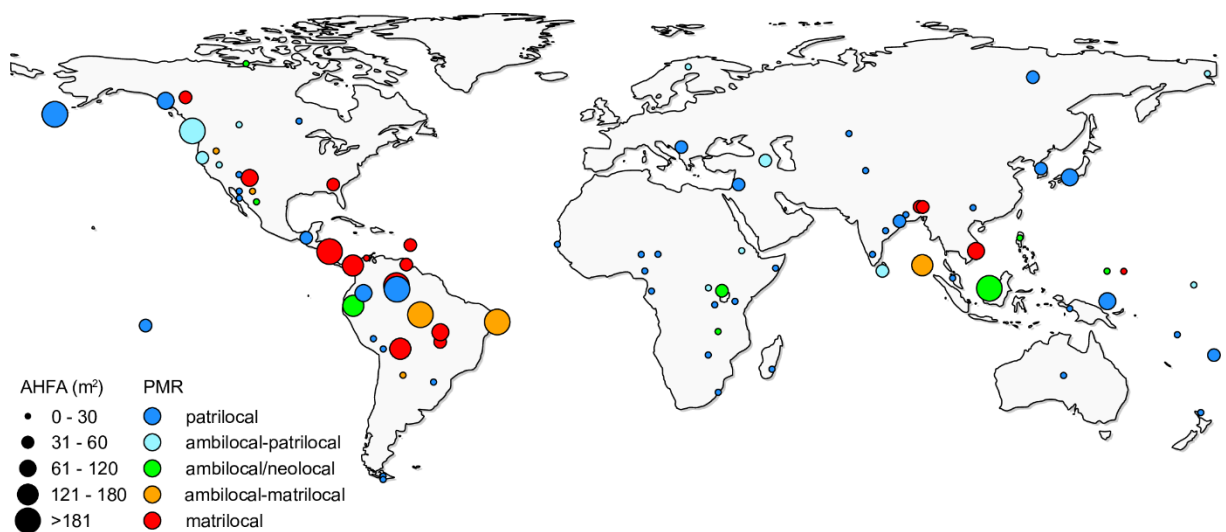 AHFA (m²) PMR
0 - 30 patrilocal
31 - 60 ambilocal-patrilocal
61 - 120 ambilocal/neolocal
121 - 180 ambilocal-matrilocal
>181 matrilocal